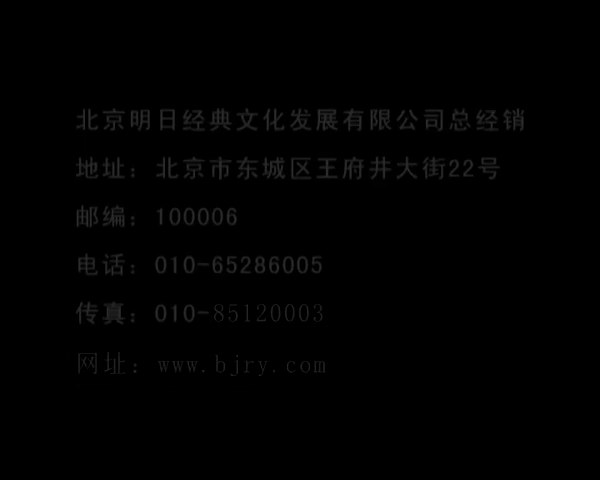 北京明日经典文化发展有限公司总经销
地址：北京市东城区王府井大街22号
邮编：100006
电话：010-65286005
传真：010-85120003
网址：www.bjry.com